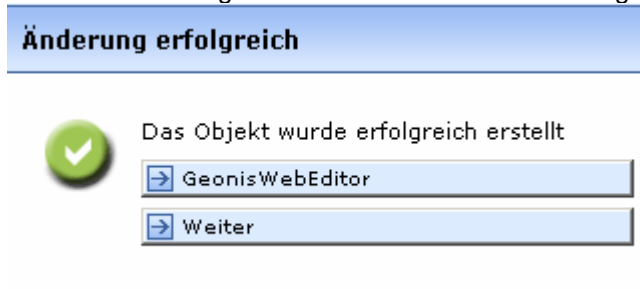 Änderung erfolgreich
Das Objekt wurde erfolgreich erstellt
GeonisWebEditor
Weiter